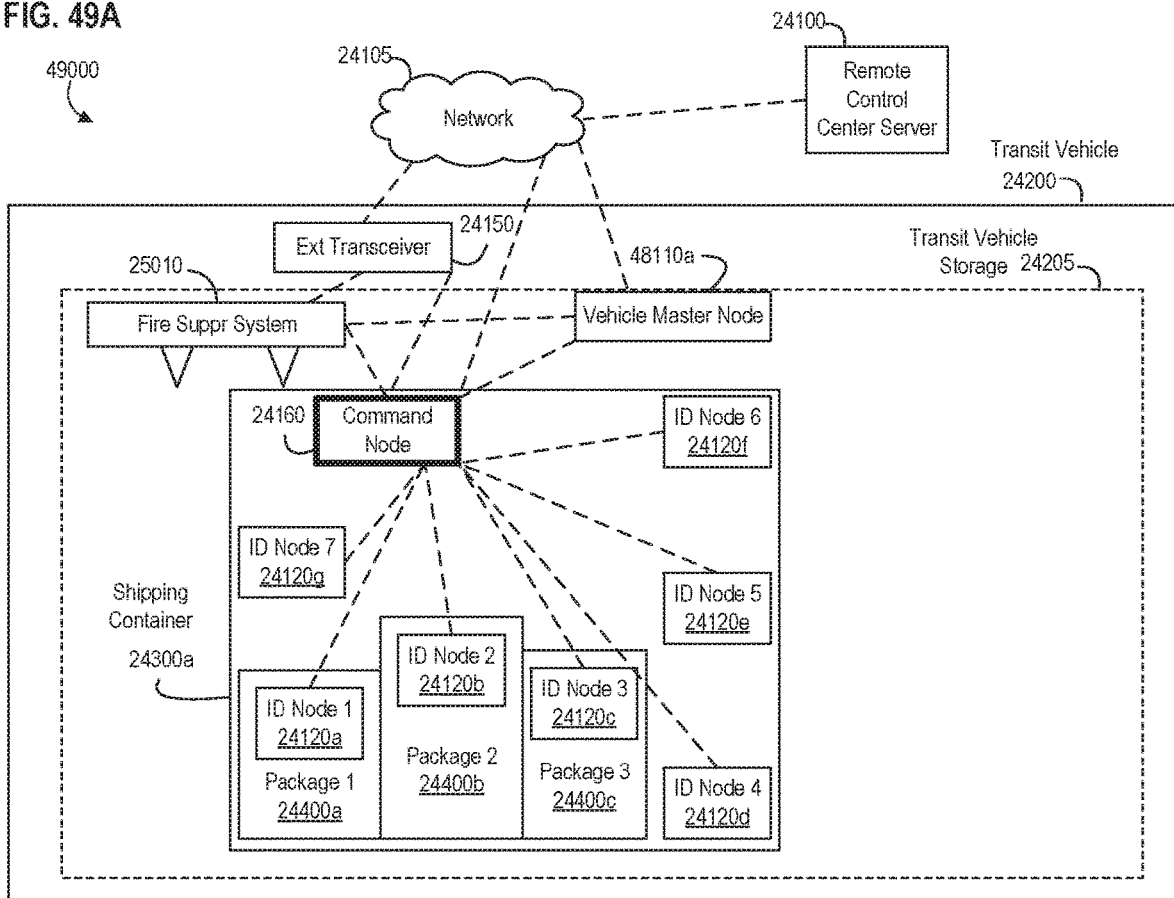 FIG. 49A
49000
24105
Network
24100
Remote
Control
Center Server
Transit Vehicle
24200
Ext Transceiver
24150
48110a
Transit Vehicle
Storage 24205
25010
Fire Suppr System
Vehicle Master Node
24160
Command
Node
ID Node 6
24120f
ID Node 7
24120g
Shipping
Container
24300a
ID Node 5
24120e
ID Node 2
24120b
ID Node 1
24120a
ID Node 3
24120c
Package 2
24400b
Package 1
24400a
Package 3
24400c
ID Node 4
24120d